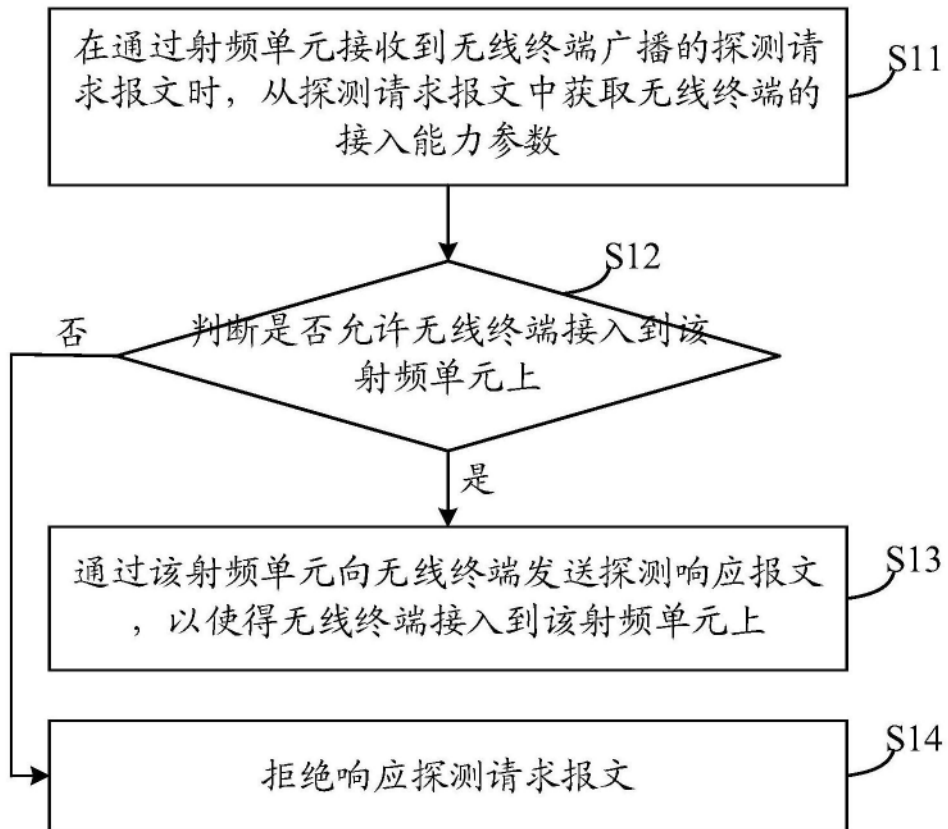 在通过射频单元接收到无线终端广播的探测请
求报文时，从探测请求报文中获取无线终端的
接入能力参数
S11
S12
判断是否允许无线终端接入到该
射频单元上
否
是
通过该射频单元向无线终端发送探测响应报文
，以使得无线终端接入到该射频单元上
S13
拒绝响应探测请求报文
S14